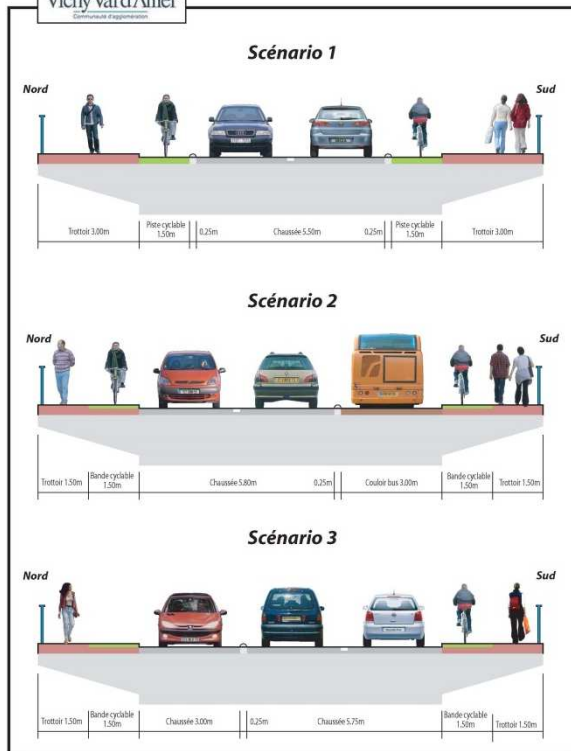 Vichy Val d'Allier
Communauté d'agglomération
Scénario 1
Nord
Sud
Trottoir 3.00m
Piste cyclable
1.50m
0.25m
Chaussée 5.50m
0.25m
Piste cyclable
1.50m
Trottoir 3.00m
Scénario 2
Nord
Sud
Trottoir 1.50m
Bande cyclable
1.50m
Chaussée 5.80m
0.25m
Couloir bus 3.00m
Bande cyclable
1.50m
Trottoir 1.50m
Scénario 3
Nord
Sud
Trottoir 1.50m
Bande cyclable
1.50m
Chaussée 3.00m
0.25m
Chaussée 5.75m
Bande cyclable
1.50m
Trottoir 1.50m